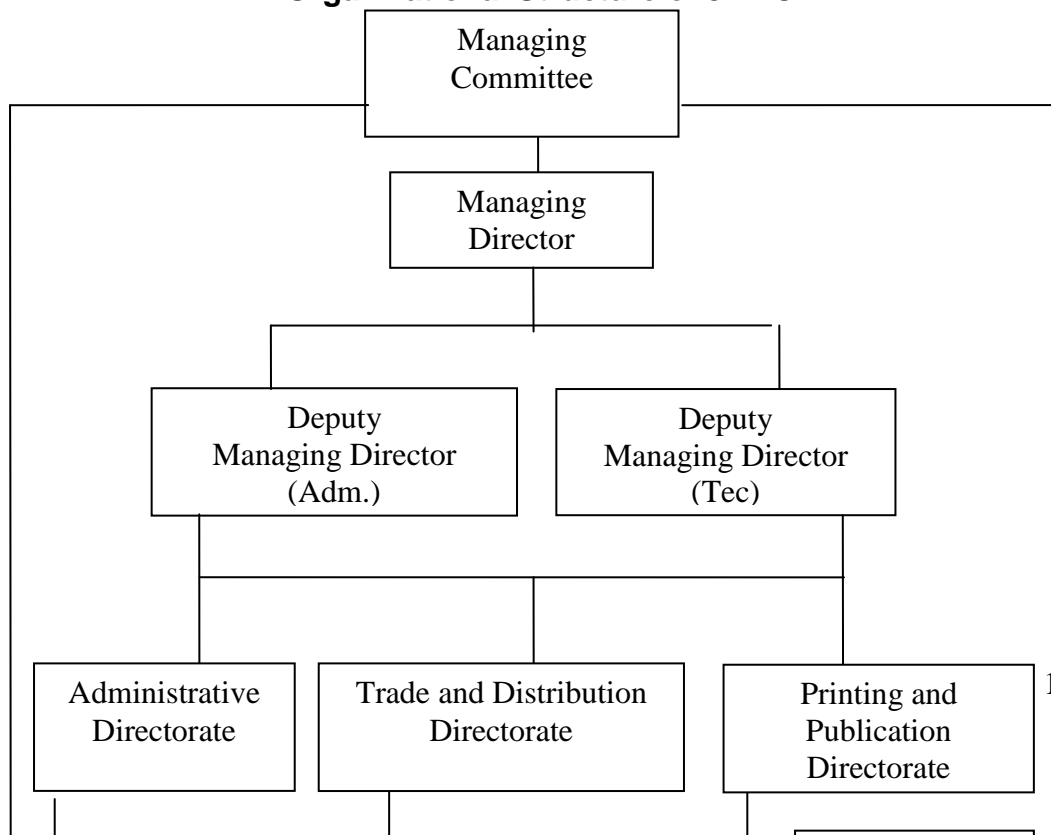 Managing
Committee
Managing
Director
Deputy
Managing Director
(Adm.)
Deputy
Managing Director
(Tec)
Administrative
Directorate
Trade and Distribution
Directorate
Printing and
Publication
Directorate
1